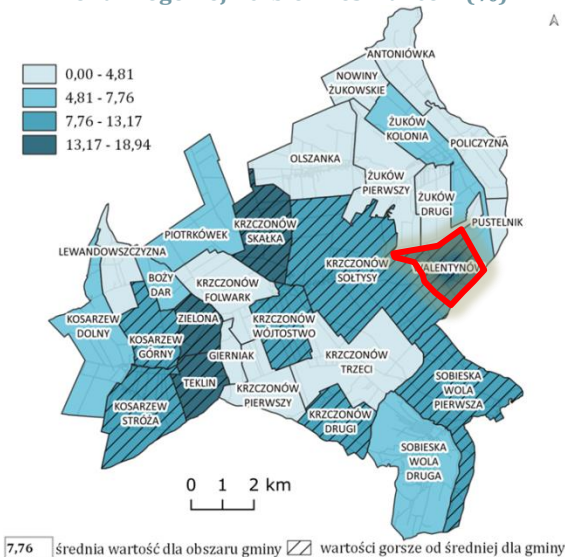 0,00 - 4,81
4,81 - 7,76
7,76 - 13,17
13,17 - 18,94
ANTONIÓWKA
NOWINY
ŻUKOWSKIE
ŻUKÓW
KOLONIA
POLICZYZNA
OLSZANKA
ŻUKÓW
PIERWSZY
ŻUKÓW
DRUGI
PUSTELNIK
KRZCZONÓW
SKAŁKA
PIOTRKÓWEK
LEWANDOWSZCZYZNA
KRZCZONÓW
SOŁTYSY
WALENTYNÓW
BOŻY
DAR
KRZCZONÓW
FOLWARK
KOSARZEW
DOLNY
ZIELONA
KRZCZONÓW
WÓJTOSTWO
KOSARZEW
GÓRNY
GIERNIAK
KRZCZONÓW
TRZECI
TEKLIN
KRZCZONÓW
PIERWSZY
SOBIESKA
WOLA
PIERWSZA
KOSARZEW
STRÓŻA
KRZCZONÓW
DRUGI
SOBIESKA
WOLA
DRUGA
0 1 2 km
7,76 średnia wartość dla obszaru gminy wartości gorsze od średniej dla gminy